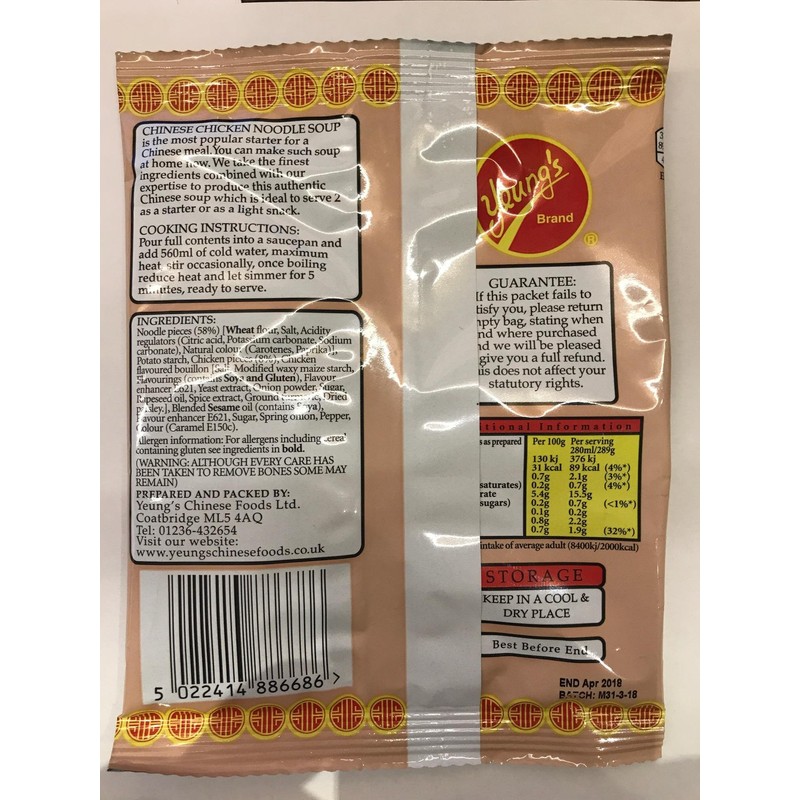 CHINESE CHICKEN NOODLE SOUP
is the most popular starter for a
Chinese meal. You can make such soup
at home now. We take the finest
ingredients combined with our
expertise to produce this authentic
Chinese soup which is ideal to serve 2
as a starter or as a light snack.
COOKING INSTRUCTIONS:
Pour full contents into a saucepan and
add 560ml of cold water, maximum
heat, stir occasionally, once boiling
reduce heat and let simmer for 5
minutes, ready to serve.
INGREDIENTS:
Noodle pieces (58%) [Wheat flour, Salt, Acidity
regulators (Citric acid, Potassium carbonate, Sodium
carbonate), Natural colour (Carotenes, Paprika)]
Potato starch, Chicken pieces (8%), Chicken
flavoured bouillon [Salt, Modified waxy maize starch,
Flavourings (contains Soya and Gluten), Flavour
enhancer E621, Yeast extract, Onion powder, Sugar,
Rapeseed oil, Spice extract, Ground turmeric, Dried
parsley.], Blended Sesame oil (contains Soya),
Flavour enhancer E621, Sugar, Spring onion, Pepper,
Colour (Caramel E150c).
Allergen information: For allergens including cereal
containing gluten see ingredients in bold.
(WARNING: ALTHOUGH EVERY CARE HAS
BEEN TAKEN TO REMOVE BONES SOME MAY
REMAIN)
PREPARED AND PACKED BY:
Yeung's Chinese Foods Ltd.
Coatbridge ML5 4AQ
Tel: 01236-432654
Visit our website:
www.yeungschinesefoods.co.uk
5 022414 886686 >
Yeung's
Brand
®
GUARANTEE:
If this packet fails to
tisfy you, please return
mpty bag, stating when
nd where purchased
nd we will be pleased
give you a full refund.
is does not affect your
statutory rights.
tional Information
s as prepared Per 100g Per serving
280ml/289g
130 kj 376 kj
31 kcal 89 kcal (4%*)
0.7g 2.1g (3%*)
saturates) 0.2g 0.7g (4%*)
rate 5.4g 15.5g
sugars) 0.2g 0.7g (<1%*)
0.1g 0.2g
0.8g 2.2g
0.7g 1.9g (32%*)
intake of average adult (8400kj/2000kcal)
STORAGE
KEEP IN A COOL &
DRY PLACE
Best Before End
END Apr 2018
BATCH: M31-3-18